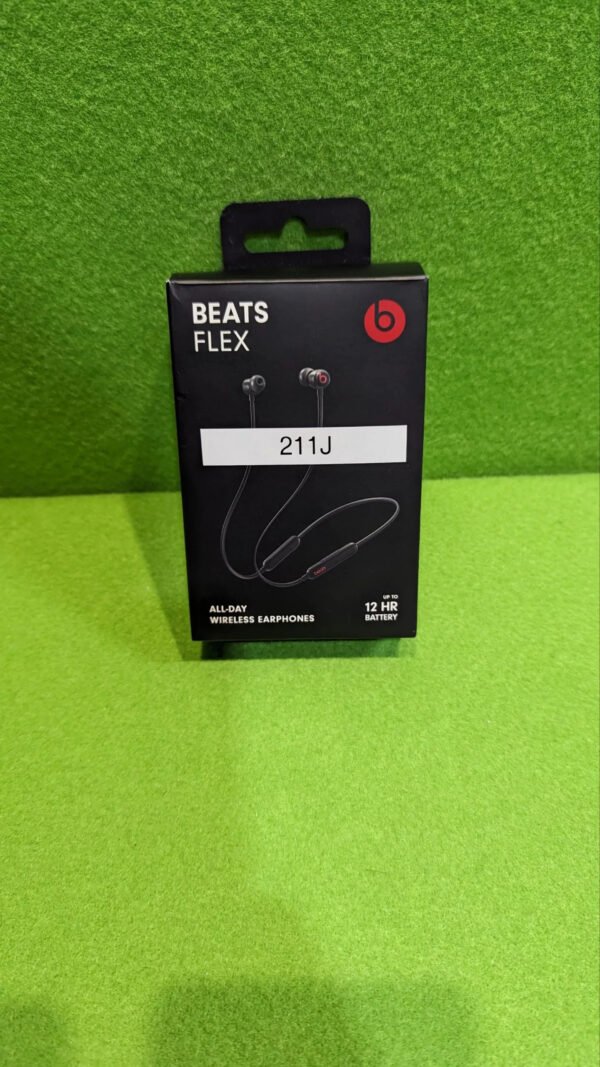 BEATS
FLEX
211J
ALL-DAY
WIRELESS EARPHONES
UP TO
12 HR
BATTERY